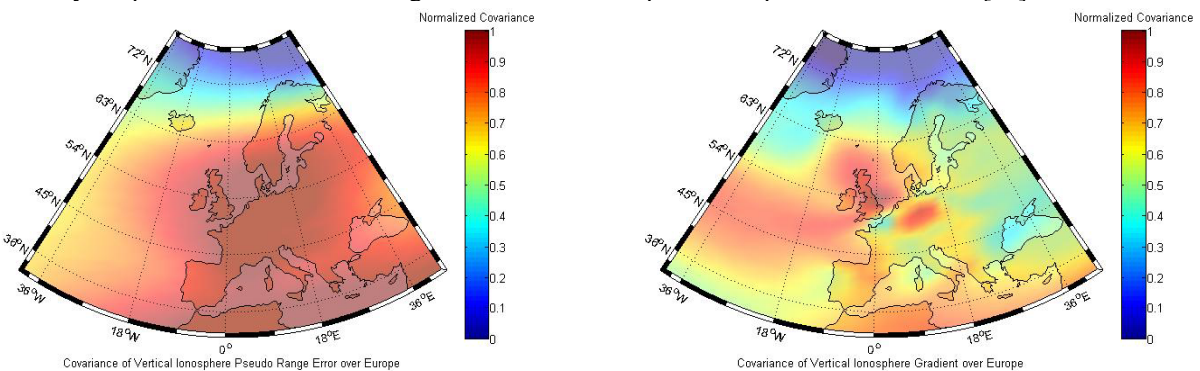 Normalized Covariance
1
0.9
0.8
0.7
0.6
0.5
0.4
0.3
0.2
0.1
0
72°N
63°N
54°N
45°N
36°N
36°W
18°W
0°
18°E
36°E
Covariance of Vertical Ionosphere Pseudo Range Error over Europe
Normalized Covariance
1
0.9
0.8
0.7
0.6
0.5
0.4
0.3
0.2
0.1
0
72°N
63°N
54°N
45°N
36°N
36°W
18°W
0°
18°E
36°E
Covariance of Vertical Ionosphere Gradient over Europe